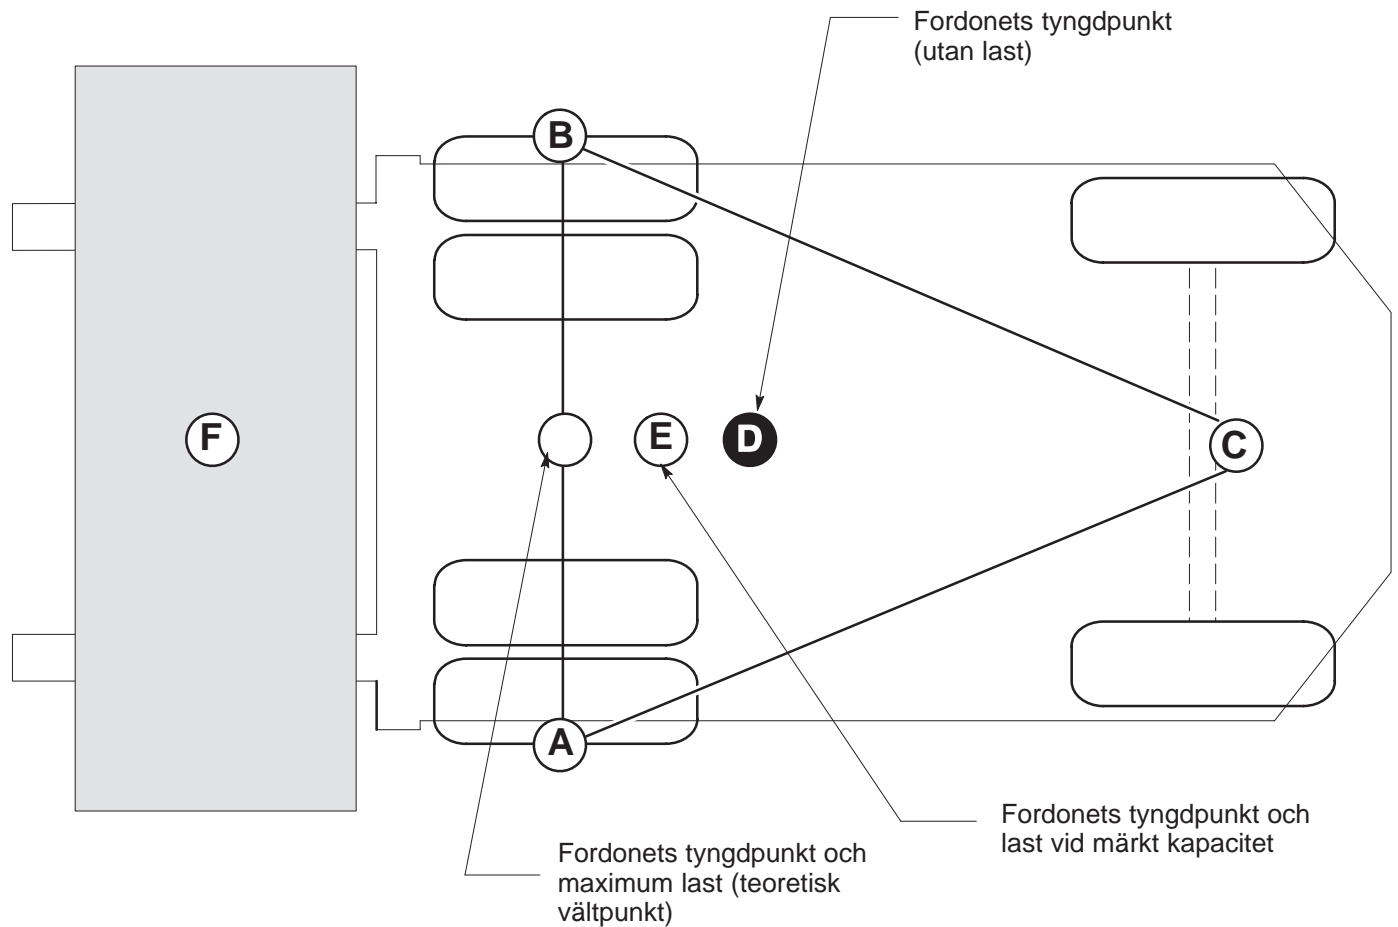 Fordonets tyngdpunkt
(utan last)
B
F
E
D
C
A
Fordonets tyngdpunkt och
last vid märkt kapacitet
Fordonets tyngdpunkt och
maximum last (teoretisk
vältpunkt)